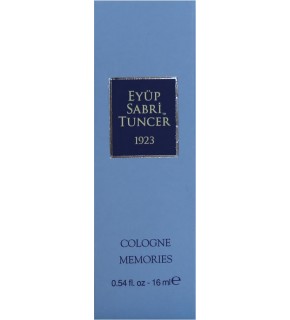 EYÜP
SABRİ
TUNCER
1923
COLOGNE
MEMORIES
0.54 fl. oz - 16 ml ℮